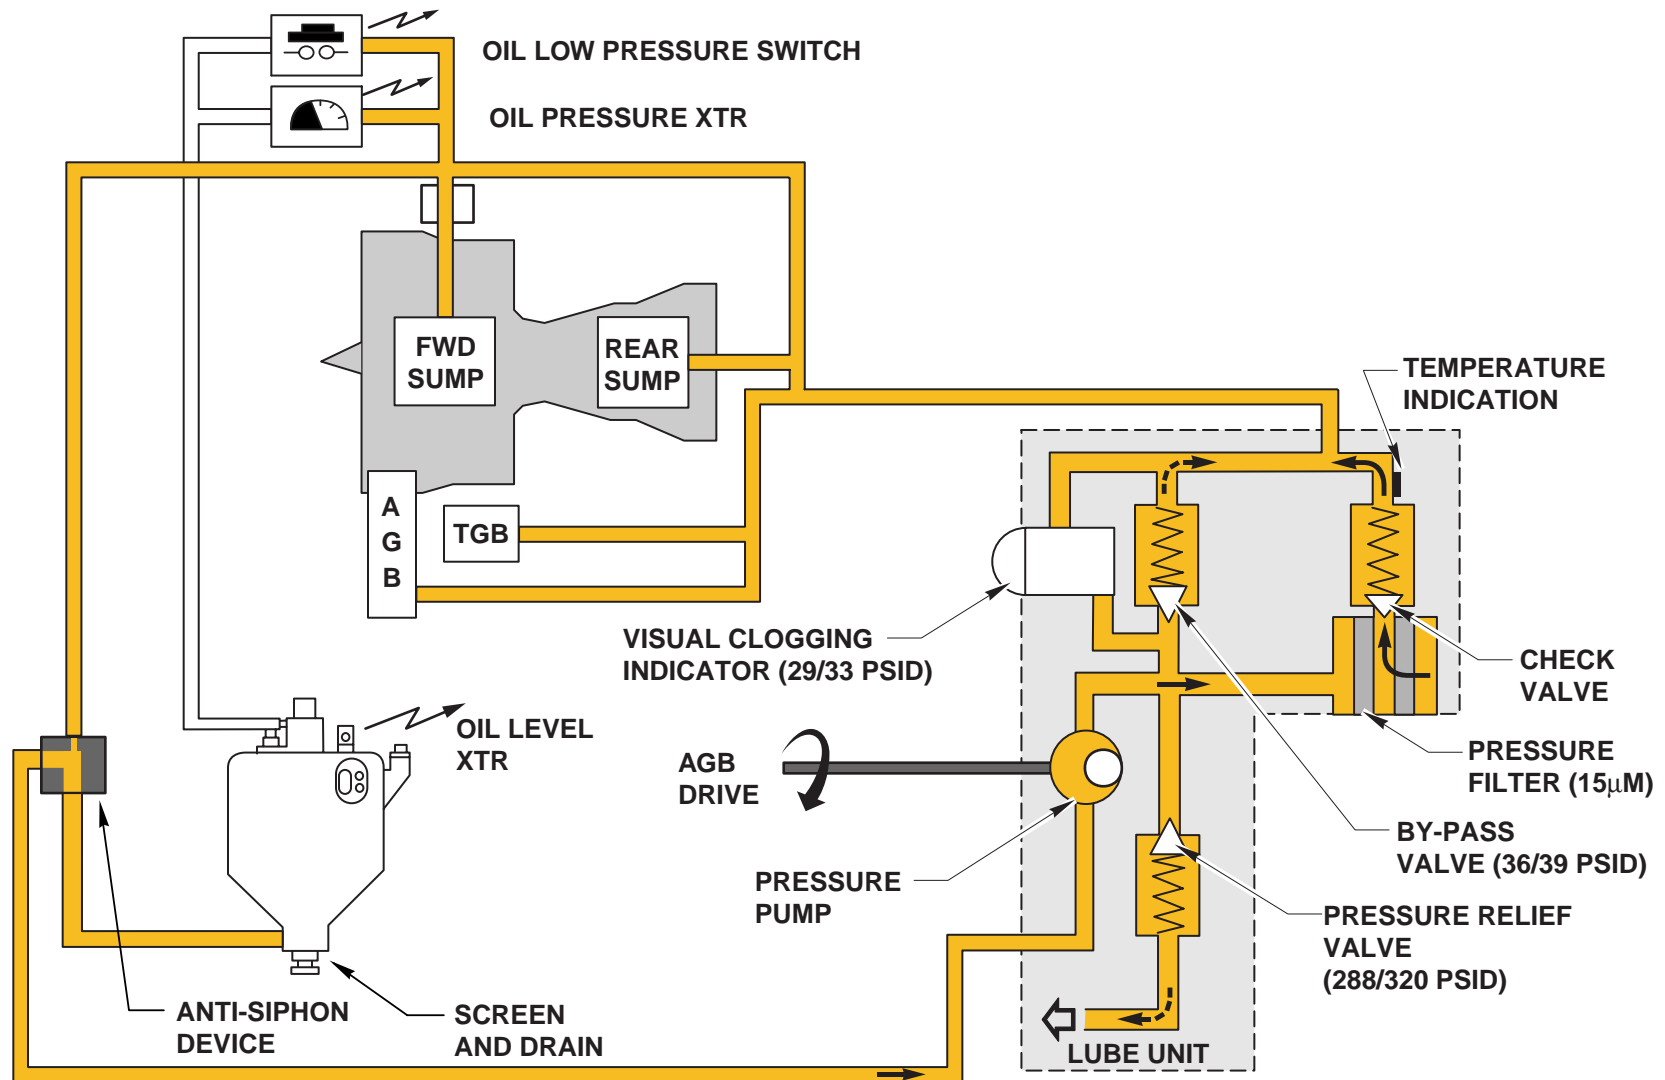 OIL LOW PRESSURE SWITCH
OIL PRESSURE XTR
FWD
SUMP
REAR
SUMP
TEMPERATURE
INDICATION
A
G
B
TGB
VISUAL CLOGGING
INDICATOR (29/33 PSID)
CHECK
VALVE
OIL LEVEL
XTR
AGB
DRIVE
PRESSURE
FILTER (15μM)
BY-PASS
VALVE (36/39 PSID)
PRESSURE
PUMP
PRESSURE RELIEF
VALVE
(288/320 PSID)
ANTI-SIPHON
DEVICE
SCREEN
AND DRAIN
LUBE UNIT